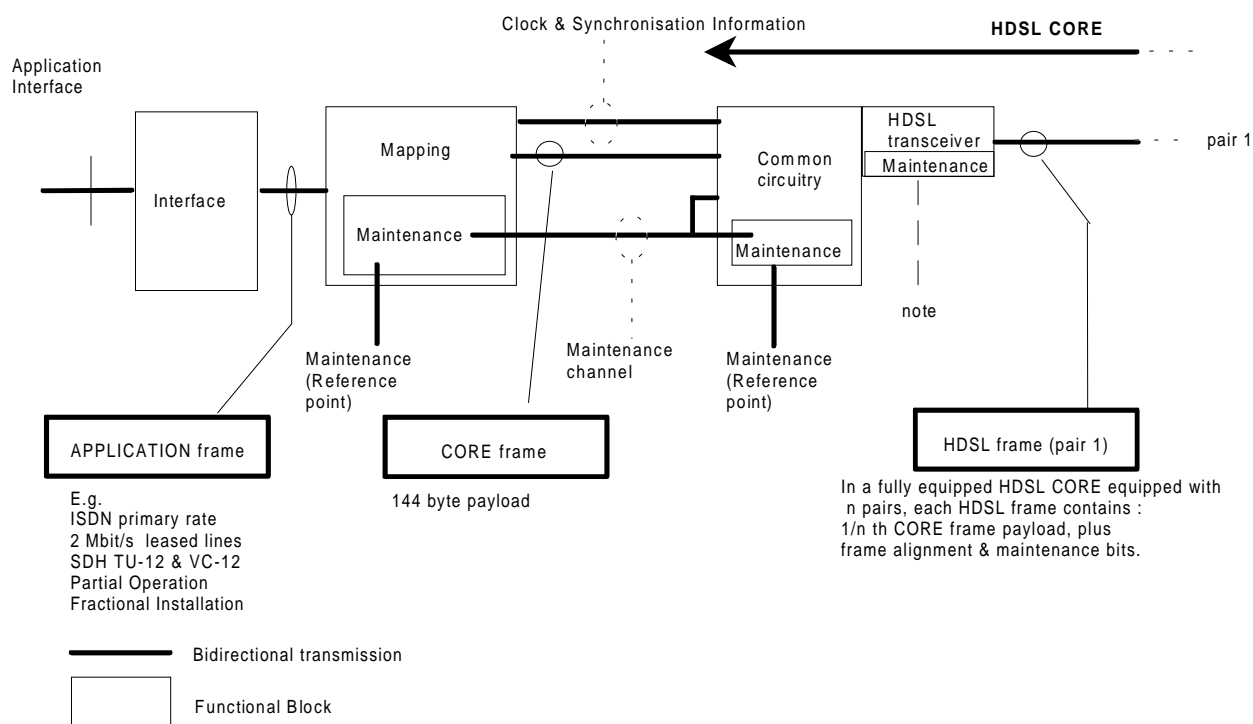 Clock & Synchronisation Information
HDSL CORE
Application
Interface
Interface
Mapping
Maintenance
Common
circuitry
Maintenance
HDSL
transceiver
Maintenance
pair 1
note
Maintenance
(Reference
point)
Maintenance
channel
Maintenance
(Reference
point)
APPLICATION frame
CORE frame
HDSL frame (pair 1)
E.g.
ISDN primary rate
2 Mbit/s leased lines
SDH TU-12 & VC-12
Partial Operation
Fractional Installation
144 byte payload
In a fully equipped HDSL CORE equipped with
n pairs, each HDSL frame contains :
1/n th CORE frame payload, plus
frame alignment & maintenance bits.
Bidirectional transmission
Functional Block